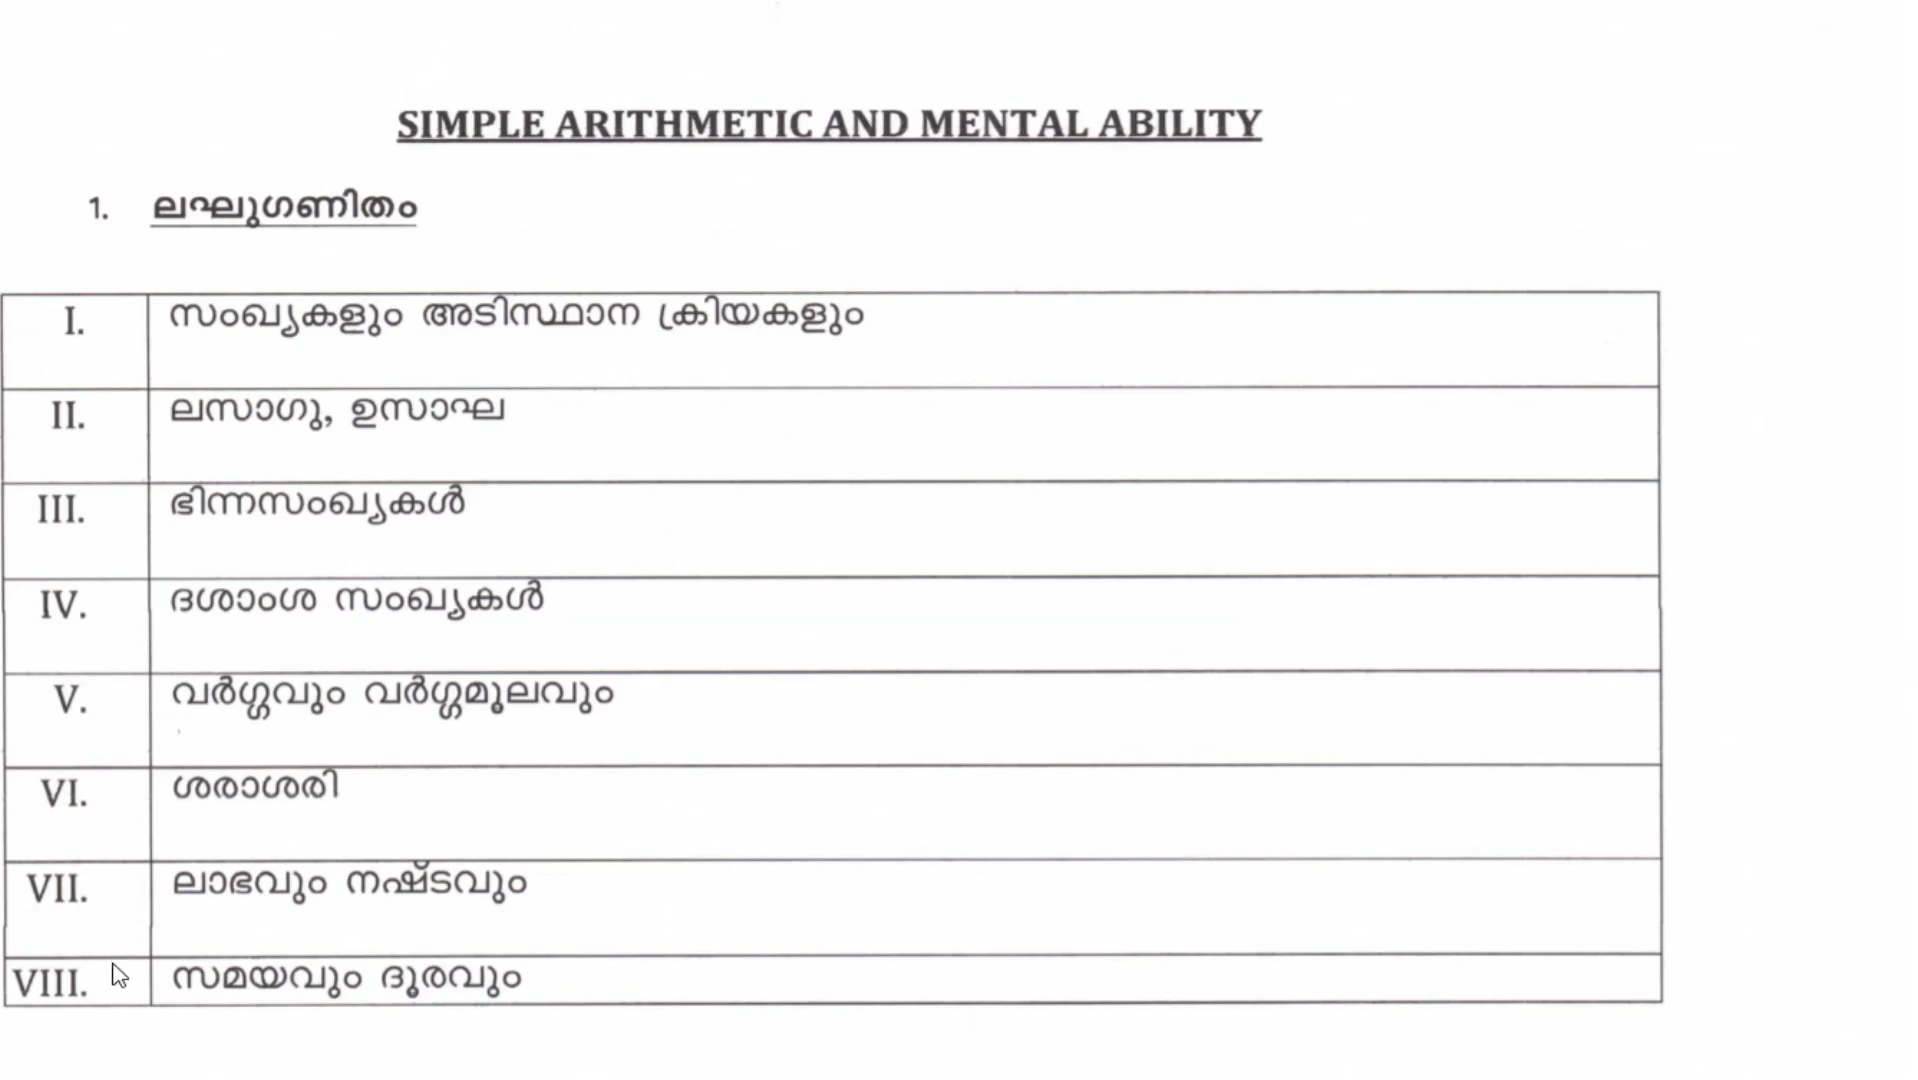 SIMPLE ARITHMETIC AND MENTAL ABILITY
1. ലഘുഗണിതം
I. സംഖ്യകളും അടിസ്ഥാന ക്രിയകളും
II. ലസാഗു, ഉസാഘ
III. ഭിന്നസംഖ്യകൾ
IV. ദശാംശ സംഖ്യകൾ
V. വർഗ്ഗവും വർഗ്ഗമൂലവും
VI. ശരാശരി
VII. ലാഭവും നഷ്ടവും
VIII. സമയവും ദൂരവും